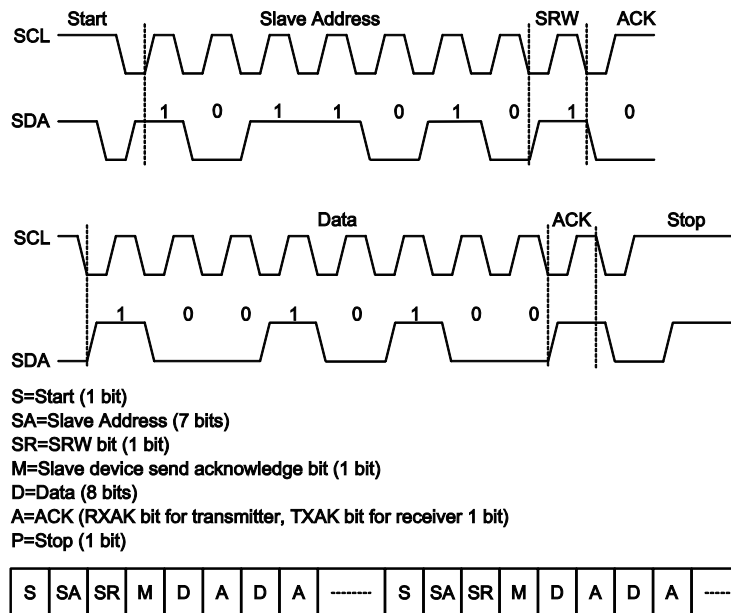 Start Slave Address SRW ACK
SCL
1 0 1 1 0 1 0 1 0
SDA
Data ACK Stop
SCL
1 0 0 1 0 1 0 0
SDA
S=Start (1 bit)
SA=Slave Address (7 bits)
SR=SRW bit (1 bit)
M=Slave device send acknowledge bit (1 bit)
D=Data (8 bits)
A=ACK (RXAK bit for transmitter, TXAK bit for receiver 1 bit)
P=Stop (1 bit)
S SA SR M D A D A -------- S SA SR M D A D A -----